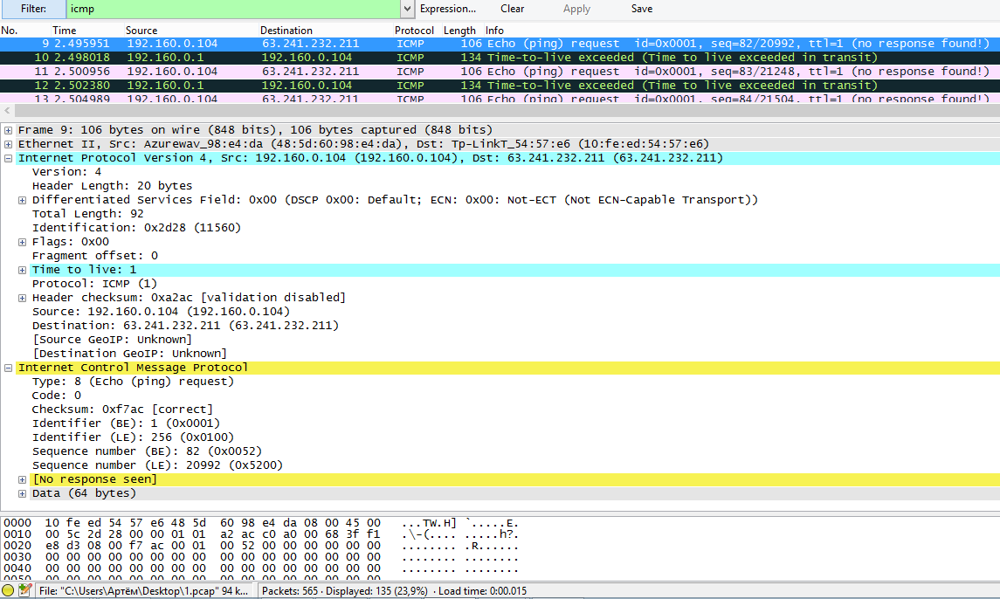 Filter: icmp Expression... Clear Apply Save
No. Time Source Destination Protocol Length Info
9 2.495951 192.160.0.104 63.241.232.211 ICMP 106 Echo (ping) request id=0x0001, seq=82/20992, ttl=1 (no response found!)
10 2.498018 192.160.0.1 192.160.0.104 ICMP 134 Time-to-live exceeded (Time to live exceeded in transit)
11 2.500956 192.160.0.104 63.241.232.211 ICMP 106 Echo (ping) request id=0x0001, seq=83/21248, ttl=1 (no response found!)
12 2.502380 192.160.0.1 192.160.0.104 ICMP 134 Time-to-live exceeded (Time to live exceeded in transit)
13 2.504989 192.160.0.104 63.241.232.211 ICMP 106 Echo (ping) request id=0x0001, seq=84/21504, ttl=1 (no response found!)
Frame 9: 106 bytes on wire (848 bits), 106 bytes captured (848 bits)
Ethernet II, Src: Azurewav_98:e4:da (48:5d:60:98:e4:da), Dst: Tp-LinkT_54:57:e6 (10:fe:ed:54:57:e6)
Internet Protocol Version 4, Src: 192.160.0.104 (192.160.0.104), Dst: 63.241.232.211 (63.241.232.211)
Version: 4
Header Length: 20 bytes
Differentiated Services Field: 0x00 (DSCP 0x00: Default; ECN: 0x00: Not-ECT (Not ECN-Capable Transport))
Total Length: 92
Identification: 0x2d28 (11560)
Flags: 0x00
Fragment offset: 0
Time to live: 1
Protocol: ICMP (1)
Header checksum: 0xa2ac [validation disabled]
Source: 192.160.0.104 (192.160.0.104)
Destination: 63.241.232.211 (63.241.232.211)
[Source GeoIP: Unknown]
[Destination GeoIP: Unknown]
Internet Control Message Protocol
Type: 8 (Echo (ping) request)
Code: 0
Checksum: 0xf7ac [correct]
Identifier (BE): 1 (0x0001)
Identifier (LE): 256 (0x0100)
Sequence number (BE): 82 (0x0052)
Sequence number (LE): 20992 (0x5200)
[No response seen]
Data (64 bytes)
0000 10 fe ed 54 57 e6 48 5d 60 98 e4 da 08 00 45 00 ...TW.H] `.....E.
0010 00 5c 2d 28 00 00 01 01 a2 ac c0 a0 00 68 3f f1 .\-(.... .....h?.
0020 e8 d3 08 00 f7 ac 00 01 00 52 00 00 00 00 00 00 ........ .R......
0030 00 00 00 00 00 00 00 00 00 00 00 00 00 00 00 00 ........ ........
0040 00 00 00 00 00 00 00 00 00 00 00 00 00 00 00 00 ........ ........
0050 00 00 00 00 00 00 00 00 00 00 00 00 00 00 00 00
File: "C:\Users\Артём\Desktop\1.pcap" 94 k... Packets: 565 · Displayed: 135 (23,9%) · Load time: 0:00.015